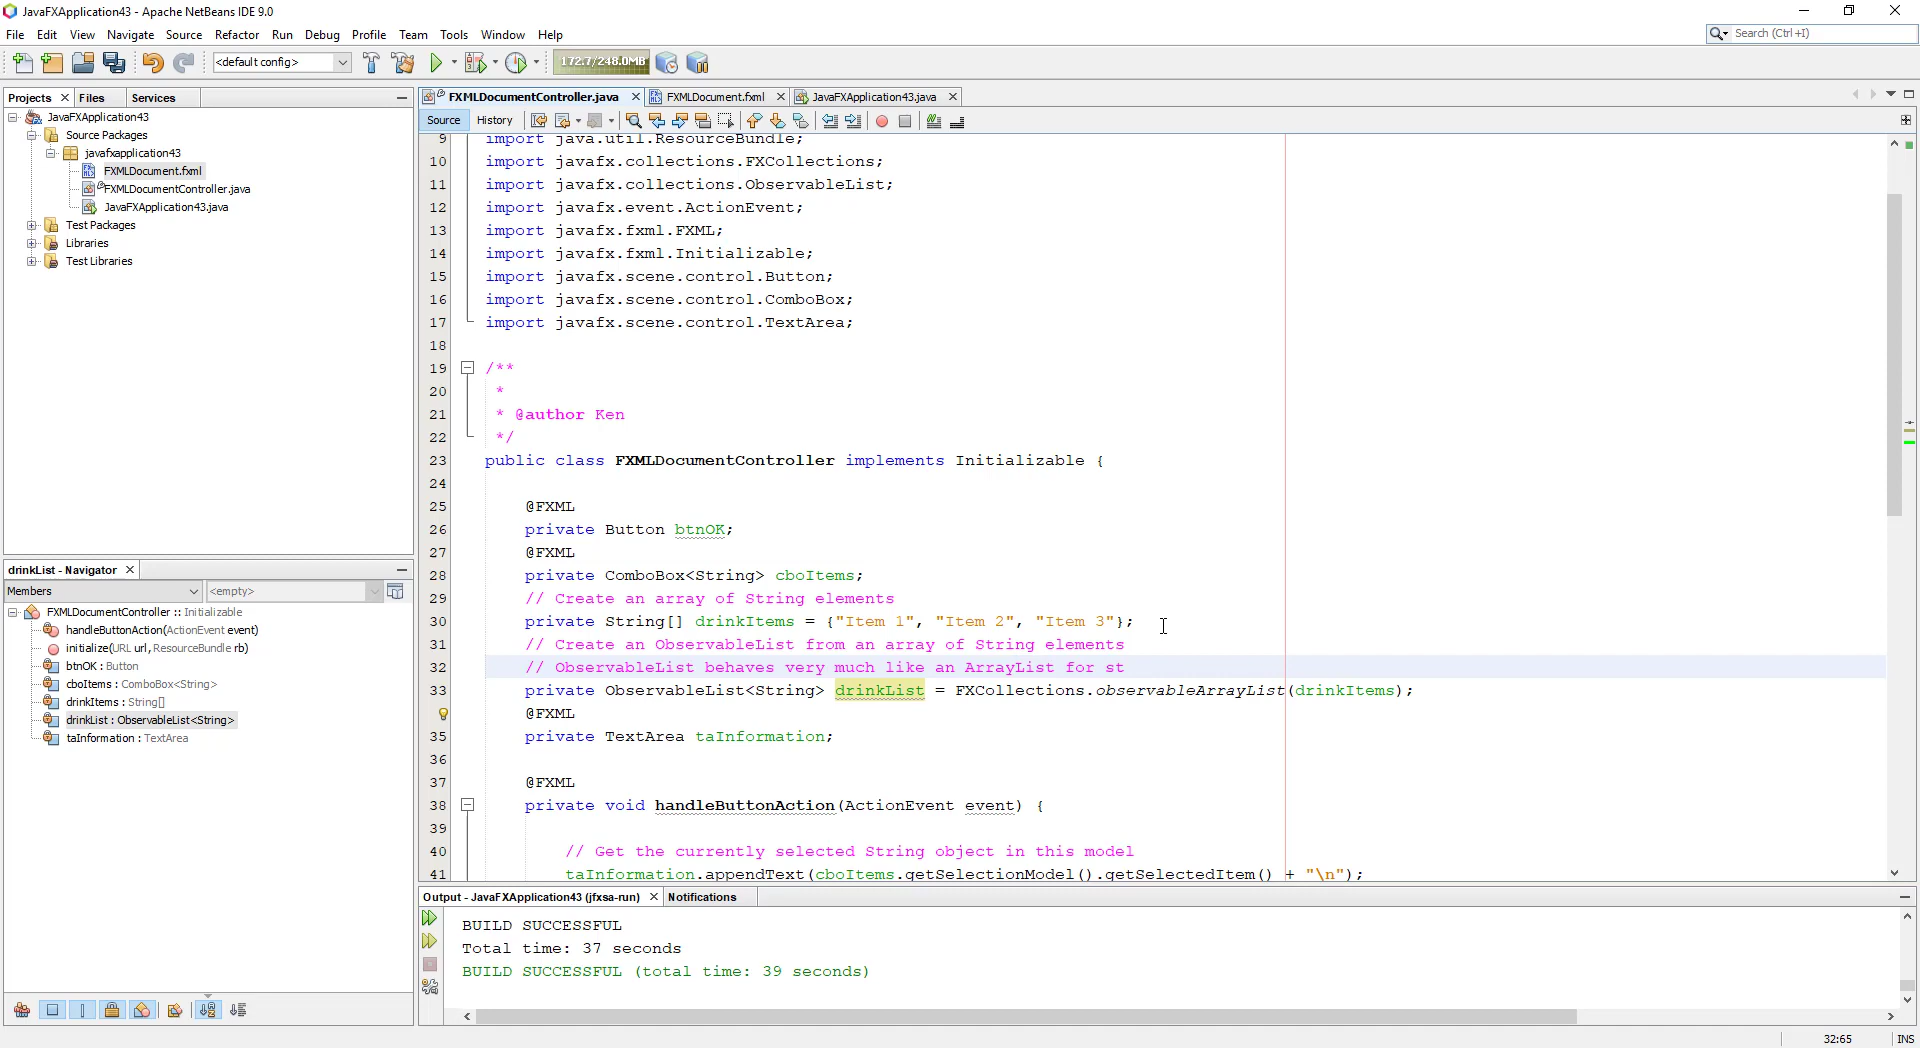 JavaFXApplication43 - Apache NetBeans IDE 9.0
File Edit View Navigate Source Refactor Run Debug Profile Team Tools Window Help
Search (Ctrl+I)
<default config>
172.7/248.0MB
Projects Files Services
JavaFXApplication43
Source Packages
javafxapplication43
FXMLDocument.fxml
FXMLDocumentController.java
JavaFXApplication43.java
Test Packages
Libraries
Test Libraries
drinkList - Navigator
Members <empty>
FXMLDocumentController :: Initializable
handleButtonAction(ActionEvent event)
initialize(URL url, ResourceBundle rb)
btnOK : Button
cboItems : ComboBox<String>
drinkItems : String[]
drinkList : ObservableList<String>
taInformation : TextArea
FXMLDocumentController.java FXMLDocument.fxml JavaFXApplication43.java
Source History
9 import java.util.ResourceBundle;
10 import javafx.collections.FXCollections;
11 import javafx.collections.ObservableList;
12 import javafx.event.ActionEvent;
13 import javafx.fxml.FXML;
14 import javafx.fxml.Initializable;
15 import javafx.scene.control.Button;
16 import javafx.scene.control.ComboBox;
17 import javafx.scene.control.TextArea;
18
19 /**
20 *
21 * @author Ken
22 */
23 public class FXMLDocumentController implements Initializable {
24
25 @FXML
26 private Button btnOK;
27 @FXML
28 private ComboBox<String> cboItems;
29 // Create an array of String elements
30 private String[] drinkItems = {"Item 1", "Item 2", "Item 3"};
31 // Create an ObservableList from an array of String elements
32 // ObservableList behaves very much like an ArrayList for st
33 private ObservableList<String> drinkList = FXCollections.observableArrayList(drinkItems);
@FXML
35 private TextArea taInformation;
36
37 @FXML
38 private void handleButtonAction(ActionEvent event) {
39
40 // Get the currently selected String object in this model
41 taInformation.appendText(cboItems.getSelectionModel().getSelectedItem() + "\n");
Output - JavaFXApplication43 (jfxsa-run) Notifications
BUILD SUCCESSFUL
Total time: 37 seconds
BUILD SUCCESSFUL (total time: 39 seconds)
32:65 INS